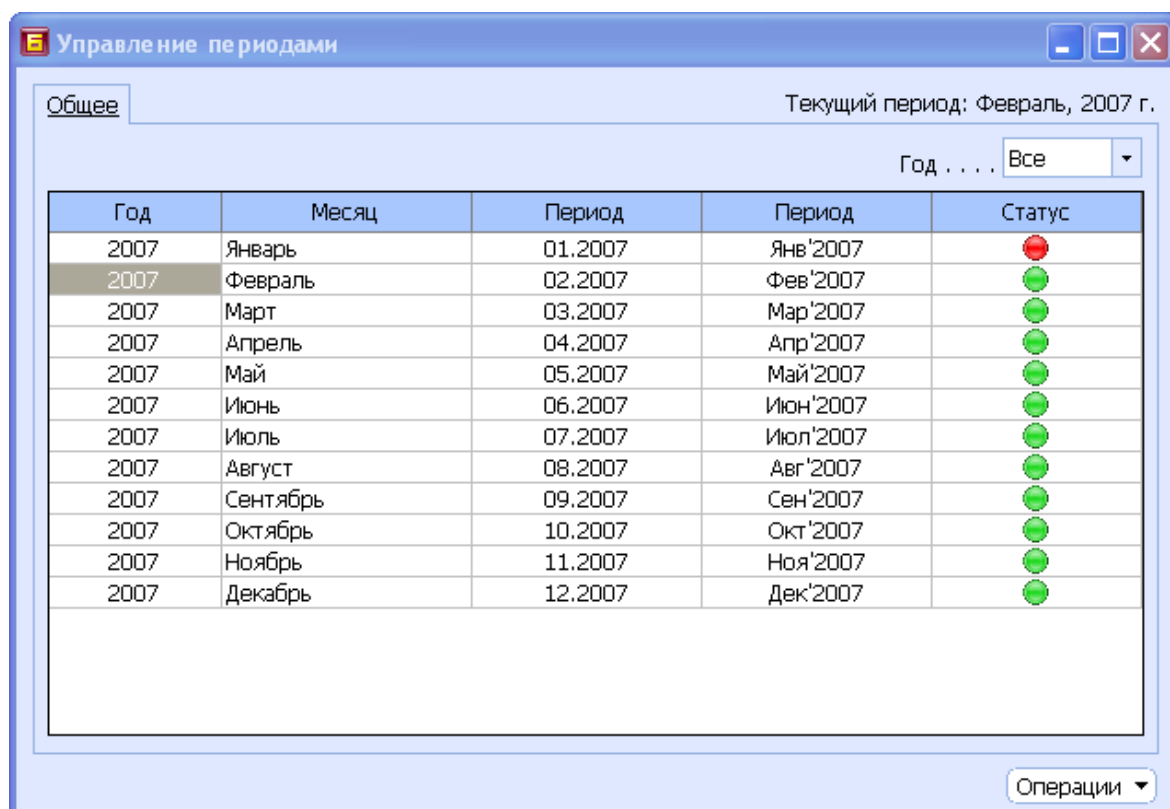 Б Управление периодами
Общее
Текущий период: Февраль, 2007 г.
Год . . . . Все
Год Месяц Период Период Статус
2007 Январь 01.2007 Янв'2007
2007 Февраль 02.2007 Фев'2007
2007 Март 03.2007 Мар'2007
2007 Апрель 04.2007 Апр'2007
2007 Май 05.2007 Май'2007
2007 Июнь 06.2007 Июн'2007
2007 Июль 07.2007 Июл'2007
2007 Август 08.2007 Авг'2007
2007 Сентябрь 09.2007 Сен'2007
2007 Октябрь 10.2007 Окт'2007
2007 Ноябрь 11.2007 Ноя'2007
2007 Декабрь 12.2007 Дек'2007
Операции